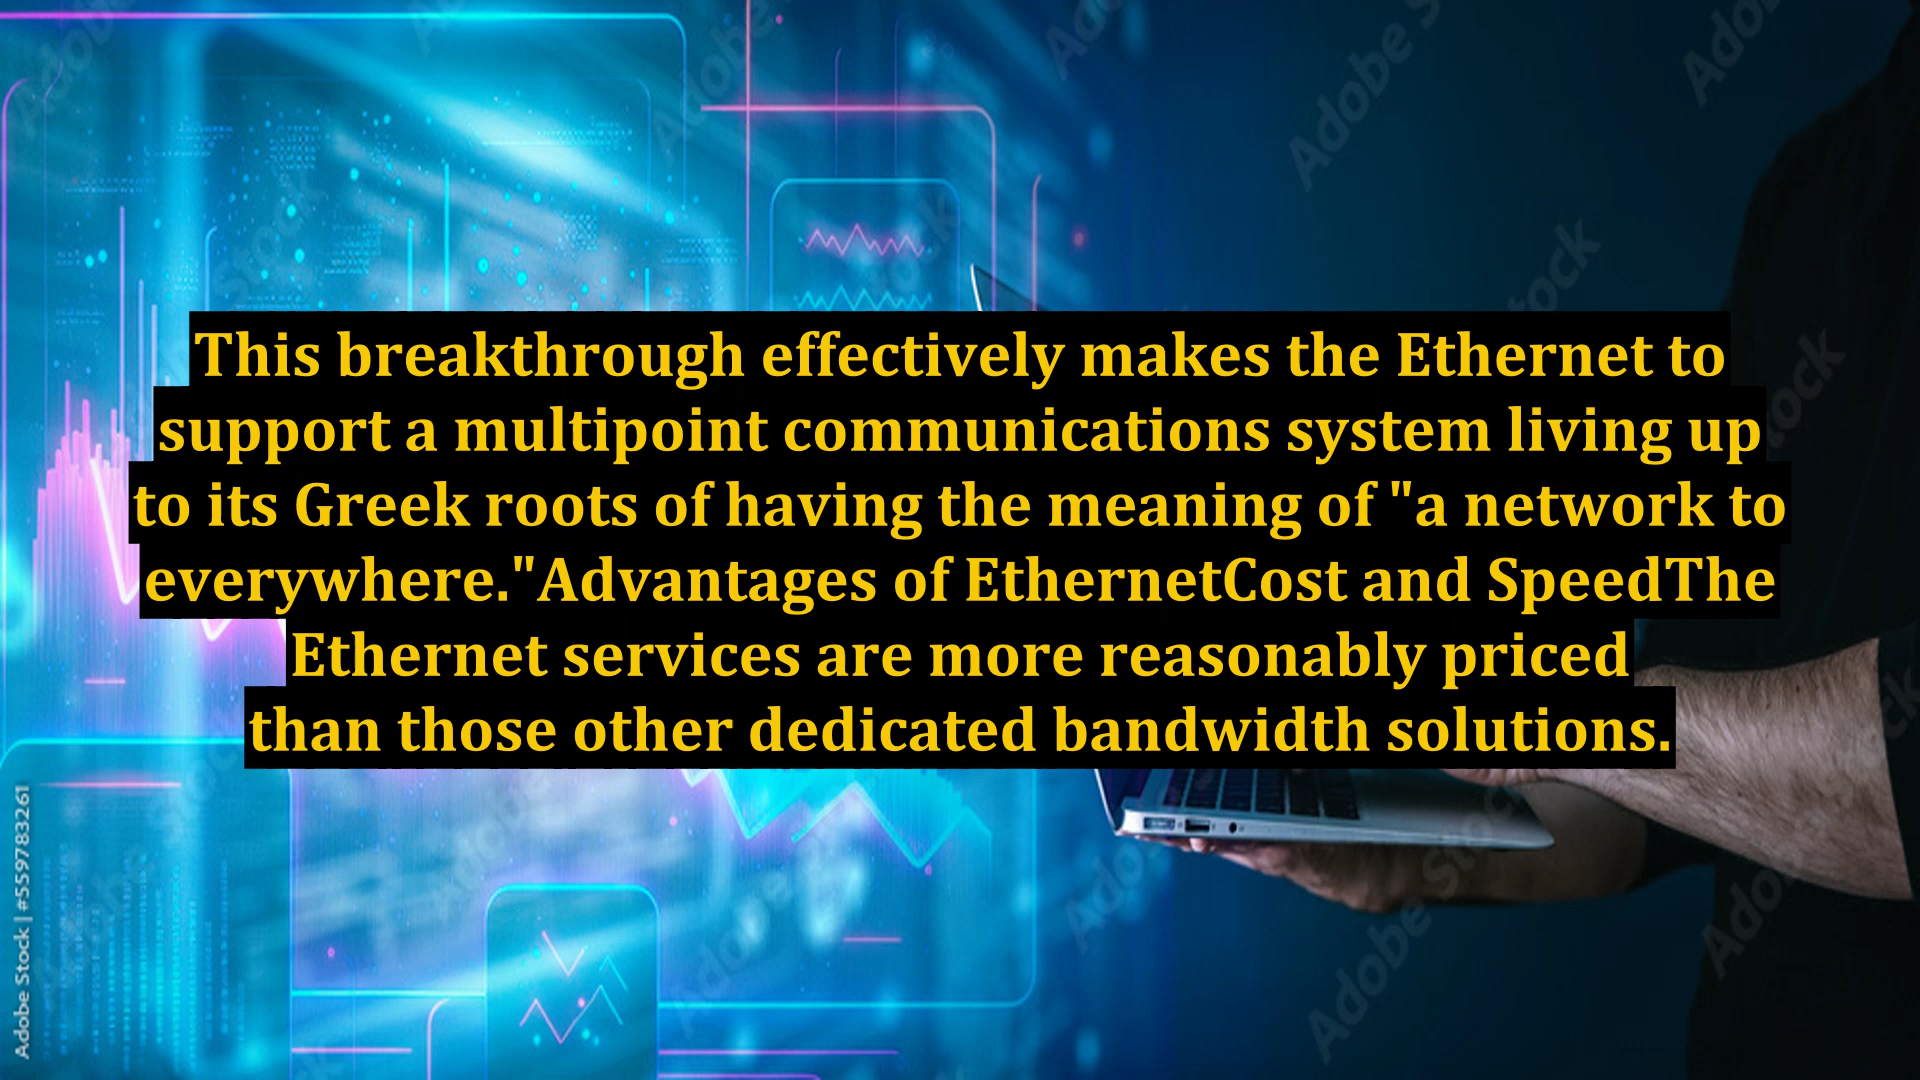 This breakthrough effectively makes the Ethernet to
support a multipoint communications system living up
to its Greek roots of having the meaning of "a network to
everywhere."Advantages of EthernetCost and SpeedThe
Ethernet services are more reasonably priced
than those other dedicated bandwidth solutions.
Adobe Stock | #559783261
Adobe Stock